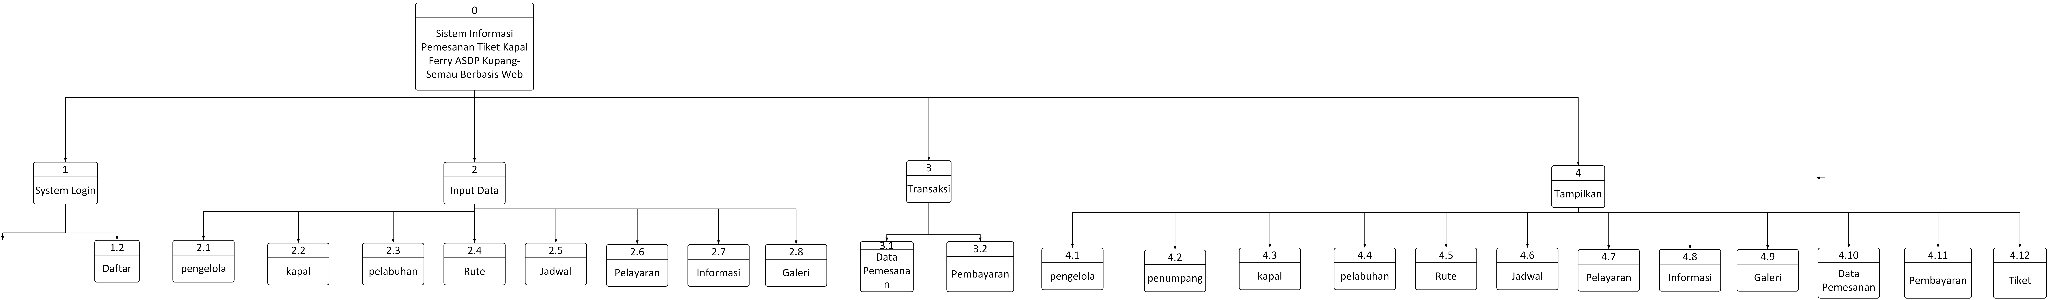 0
Sistem Informasi
Pemesanan Tiket Kapal
Ferry ASDP Kupang-
Semau Berbasis Web
1
System Login
2
Input Data
3
Transaksi
4
Tampilkan
1.2
Daftar
2.1
pengelola
2.2
kapal
2.3
pelabuhan
2.4
Rute
2.5
Jadwal
2.6
Pelayaran
2.7
Informasi
2.8
Galeri
3.1
Data
Pemesana
n
3.2
Pembayaran
4.1
pengelola
4.2
penumpang
4.3
kapal
4.4
pelabuhan
4.5
Rute
4.6
Jadwal
4.7
Pelayaran
4.8
Informasi
4.9
Galeri
4.10
Data
Pemesanan
4.11
Pembayaran
4.12
Tiket